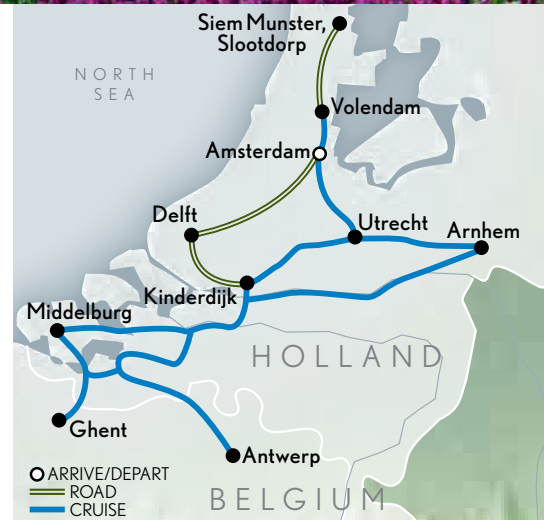 Siem Munster,
Slootdorp
NORTH
SEA
Volendam
Amsterdam
Delft
Utrecht
Arnhem
Kinderdijk
Middelburg
HOLLAND
Ghent
Antwerp
ARRIVE/DEPART
ROAD
BELGIUM
CRUISE